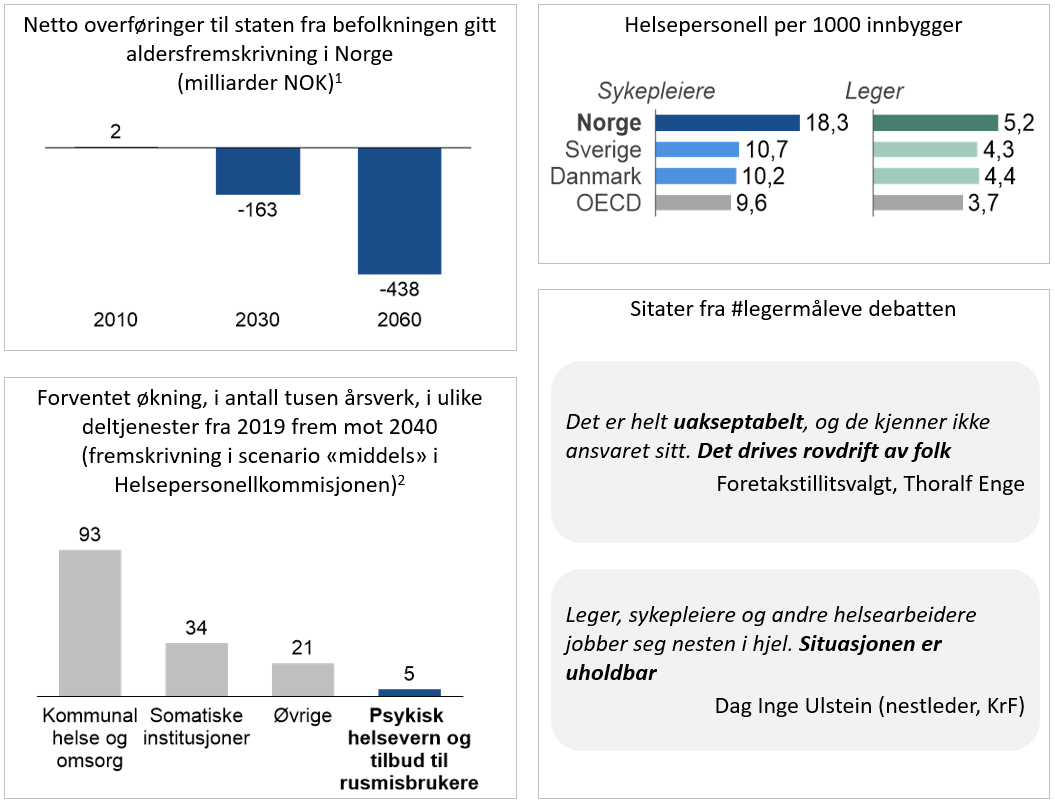 Netto overføringer til staten fra befolkningen gitt
aldersfremskrivning i Norge
(milliarder NOK)1
2
-163
-438
2010 2030 2060
Forventet økning, i antall tusen årsverk, i ulike
deltjenester fra 2019 frem mot 2040
(fremskrivning i scenario «middels» i
Helsepersonellkommisjonen)2
93
34
21
5
Kommunal
helse og
omsorg
Somatiske
institusjoner
Øvrige
Psykisk
helsevern og
tilbud til
rusmisbrukere
Helsepersonell per 1000 innbygger
Sykepleiere Leger
Norge 18,3 5,2
Sverige 10,7 4,3
Danmark 10,2 4,4
OECD 9,6 3,7
Sitater fra #legermåleve debatten
Det er helt uakseptabelt, og de kjenner ikke
ansvaret sitt. Det drives rovdrift av folk
Foretakstillitsvalgt, Thoralf Enge
Leger, sykepleiere og andre helsearbeidere
jobber seg nesten i hjel. Situasjonen er
uholdbar
Dag Inge Ulstein (nestleder, KrF)